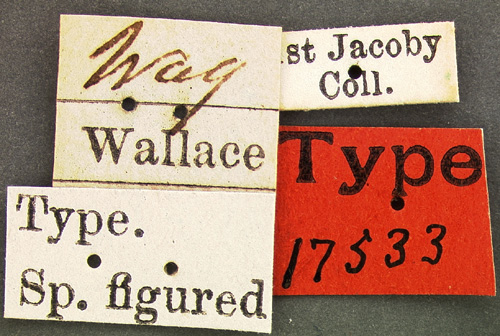 Wag
Wallace
Type.
Sp. figured
st Jacoby
Coll.
Type
17533